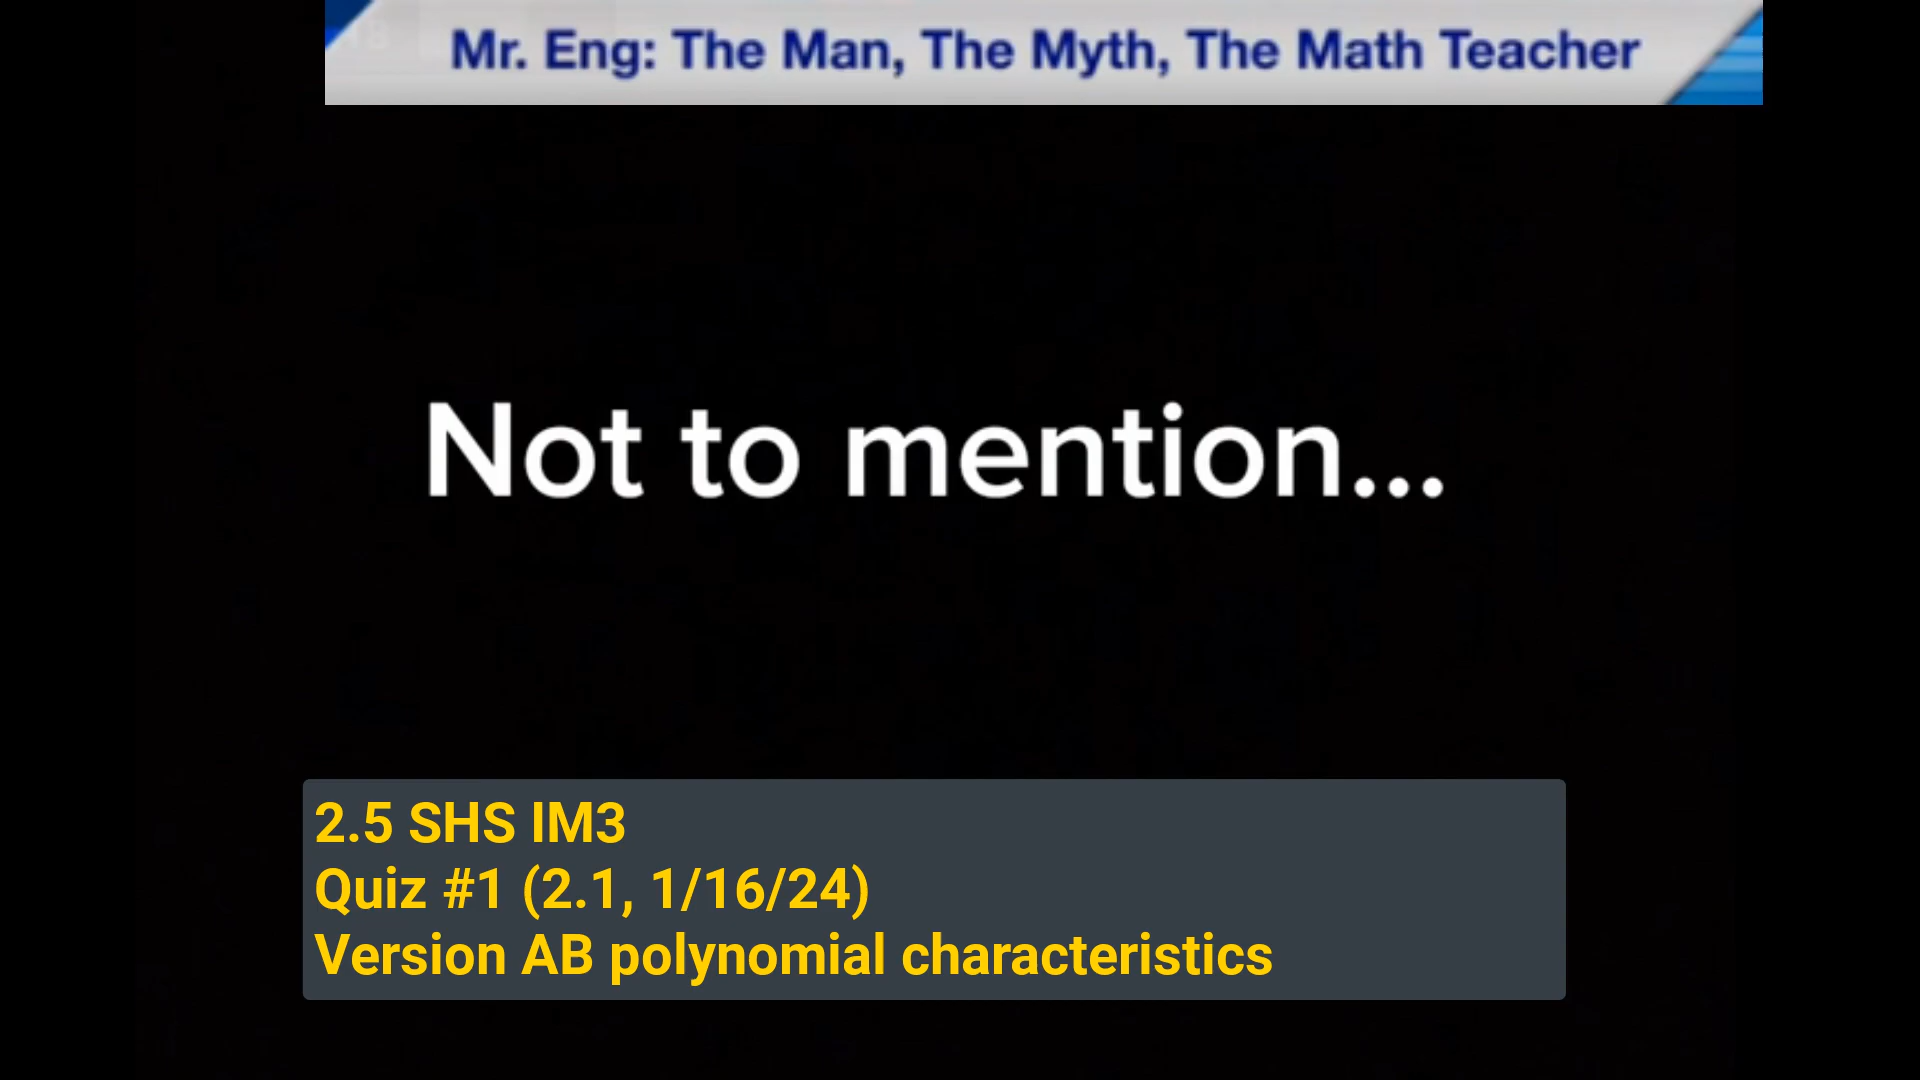 Mr. Eng: The Man, The Myth, The Math Teacher
Not to mention...
2.5 SHS IM3
Quiz #1 (2.1, 1/16/24)
Version AB polynomial characteristics